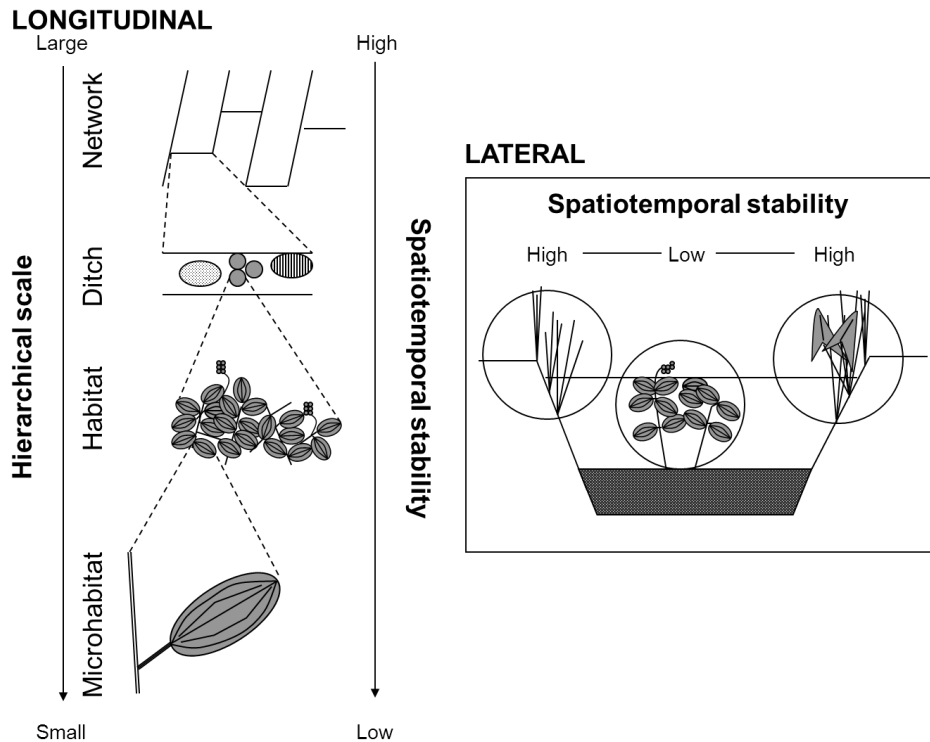 LONGITUDINAL
Large
High
Network
Ditch
Habitat
Microhabitat
Hierarchical scale
Spatiotemporal stability
Small
Low
LATERAL
Spatiotemporal stability
High
Low
High